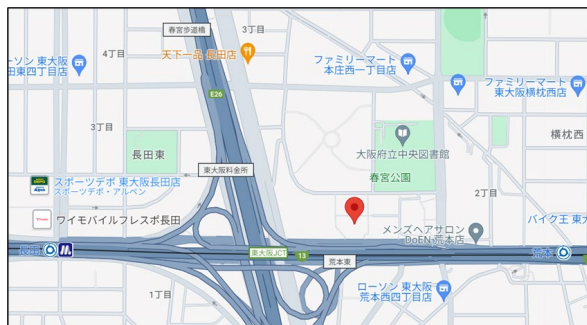 春宮歩道橋
3丁目
天下一品 長田店
4丁目
ローソン 東大阪
田東四丁目店
ファミリーマート
本庄西一丁目店
ファミリーマート
東大阪横枕西店
E26
3丁目
長田東
横枕西
大阪府立中央図書館
東大阪料金所
春宮公園
スポーツデポ 東大阪長田店
スポーツデポ・アルペン
2丁目
ワイモバイルフレスポ長田
メンズヘアサロン
DoEN 荒本店
バイク王 東大
長田
東大阪JCT
13
荒本東
荒本
1丁目
ローソン 東大阪
荒本西四丁目店